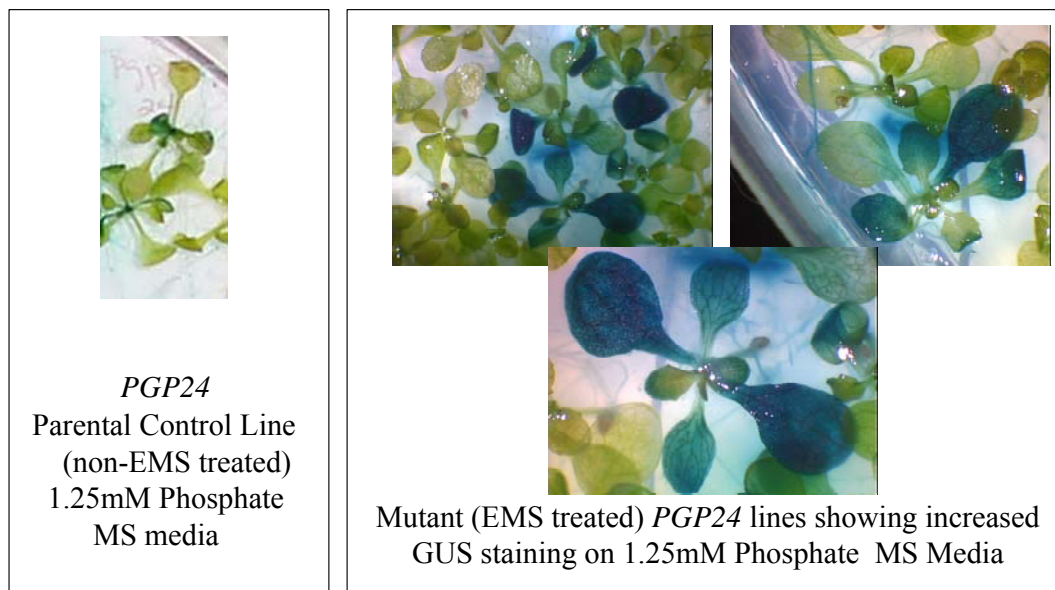 PGP24
Parental Control Line
(non-EMS treated)
1.25mM Phosphate
MS media
Mutant (EMS treated) PGP24 lines showing increased
GUS staining on 1.25mM Phosphate MS Media